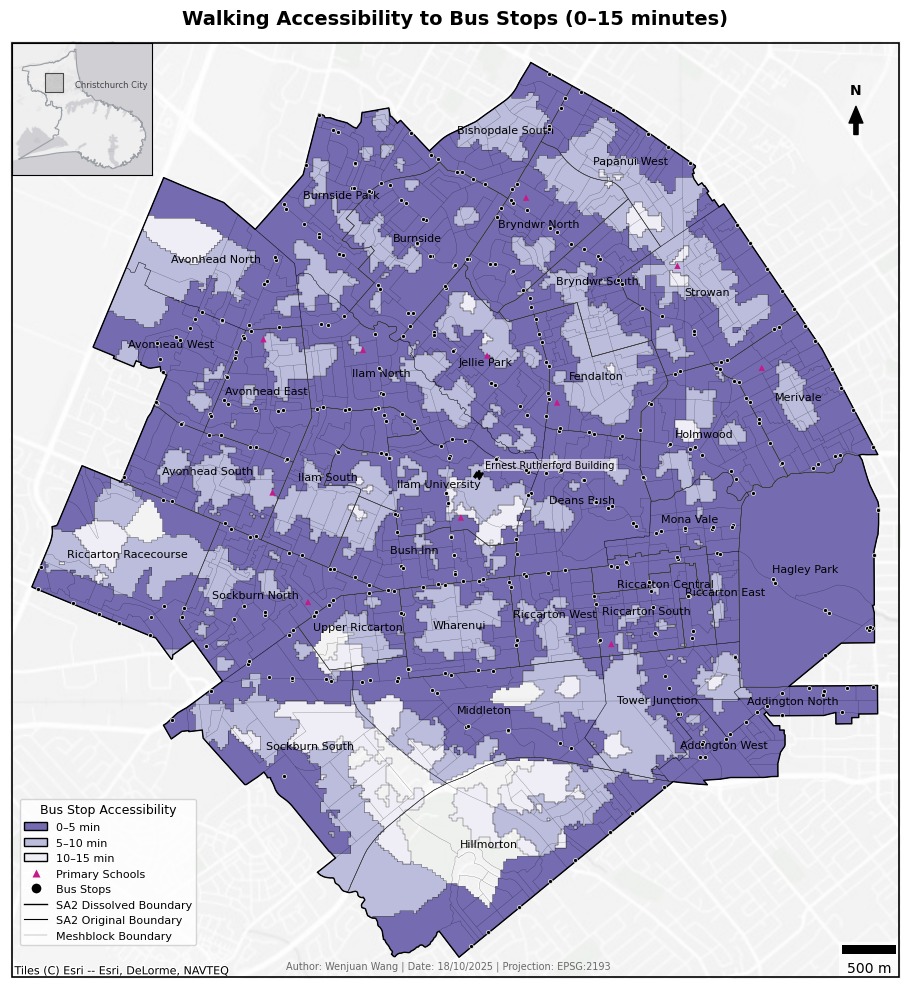 Walking Accessibility to Bus Stops (0–15 minutes)
Christchurch City
N
Bishopdale South
Papanui West
Burnside Park
Bryndwr North
Burnside
Avonhead North
Bryndwr South
Strowan
Avonhead West
Jellie Park
Ilam North
Fendalton
Avonhead East
Merivale
Holmwood
Ernest Rutherford Building
Avonhead South
Ilam South
Ilam University
Deans Bush
Mona Vale
Bush Inn
Riccarton Racecourse
Hagley Park
Riccarton Central
Riccarton East
Sockburn North
Riccarton West
Riccarton South
Upper Riccarton
Wharenui
Tower Junction
Addington North
Middleton
Sockburn South
Addington West
Hillmorton
Bus Stop Accessibility
0–5 min
5–10 min
10–15 min
Primary Schools
Bus Stops
SA2 Dissolved Boundary
SA2 Original Boundary
Meshblock Boundary
Tiles (C) Esri -- Esri, DeLorme, NAVTEQ
Author: Wenjuan Wang | Date: 18/10/2025 | Projection: EPSG:2193
500 m